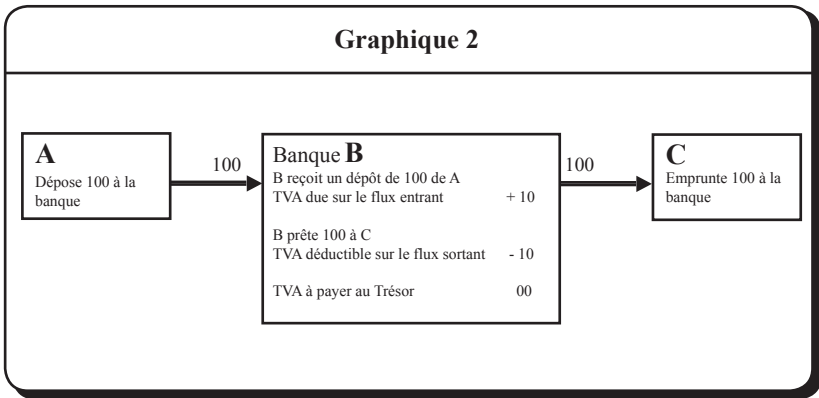 Graphique 2
A
Dépose 100 à la
banque
100
Banque B
B reçoit un dépôt de 100 de A
TVA due sur le flux entrant + 10
B prête 100 à C
TVA déductible sur le flux sortant - 10
TVA à payer au Trésor 00
100
C
Emprunte 100 à la
banque